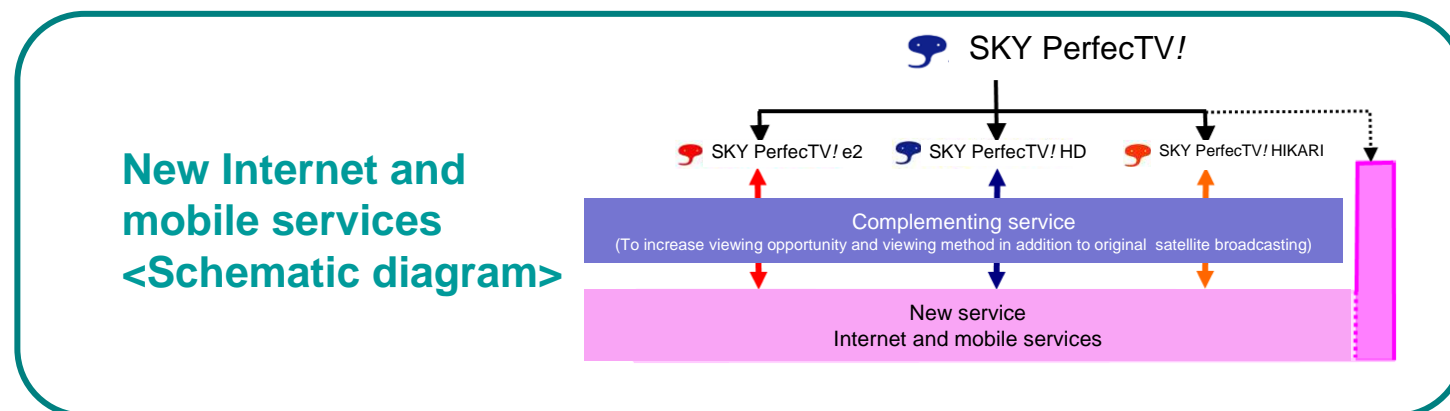 SKY PerfecTV!
New Internet and
mobile services
<Schematic diagram>
SKY PerfecTV! e2
SKY PerfecTV! HD
SKY PerfecTV! HIKARI
Complementing service
(To increase viewing opportunity and viewing method in addition to original satellite broadcasting)
New service
Internet and mobile services